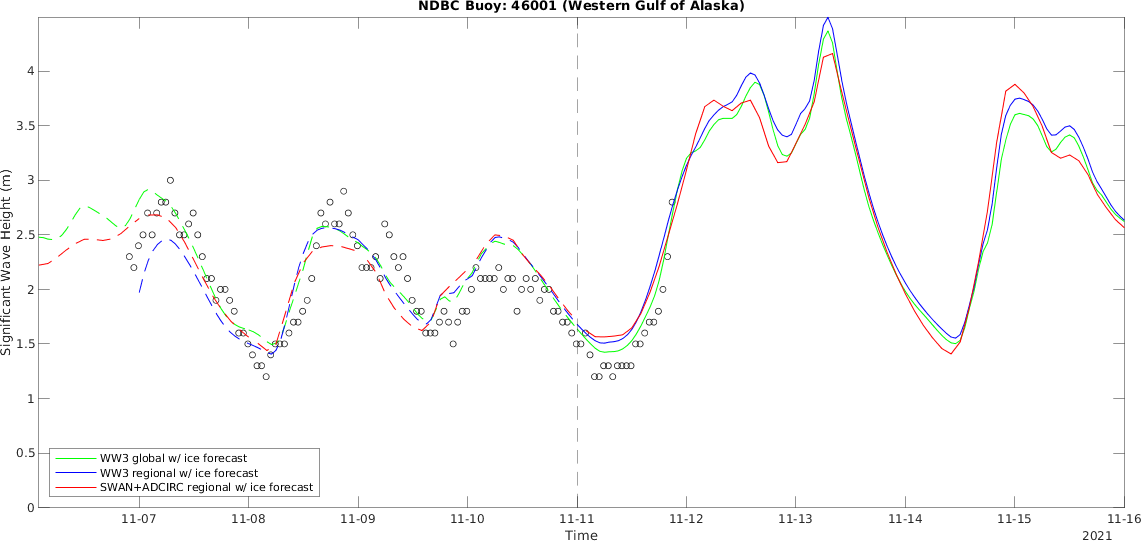 NDBC Buoy: 46001 (Western Gulf of Alaska)
Significant Wave Height (m)
4
3.5
3
2.5
2
1.5
1
0.5
0
WW3 global w/ ice forecast
WW3 regional w/ ice forecast
SWAN+ADCIRC regional w/ ice forecast
11-07 11-08 11-09 11-10 11-11 11-12 11-13 11-14 11-15 11-16
Time
2021